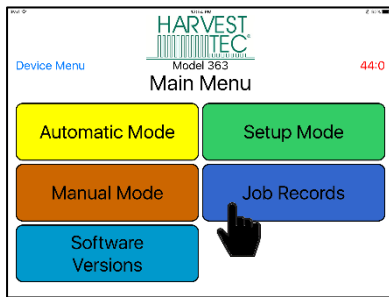 HARVEST
TEC
Device Menu
Model 363
44:0
Main Menu
Automatic Mode
Setup Mode
Manual Mode
Job Records
Software
Versions